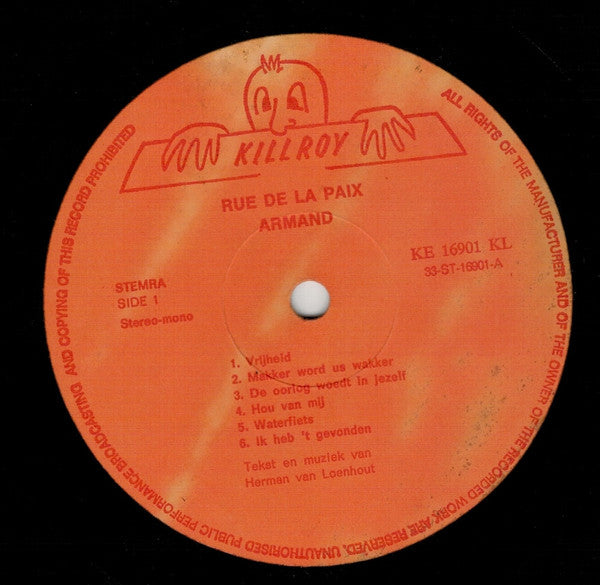 KILLROY
RUE DE LA PAIX
ARMAND
KE 16901 KL
33-ST-16901-A
STEMRA
SIDE 1
Stereo-mono
1. Vrijheid
2. Makker word us wakker
3. De oorlog woedt in jezelf
4. Hou van mij
5. Waterfiets
6. Ik heb 't gevonden
Tekst en muziek van
Herman van Loenhout
ALL RIGHTS OF THE MANUFACTURER AND OF THE OWNER OF THE RECORDED WORK ARE RESERVED. UNAUTHORISED PUBLIC PERFORMANCE BROADCASTING AND COPYING OF THIS RECORD PROHIBITED